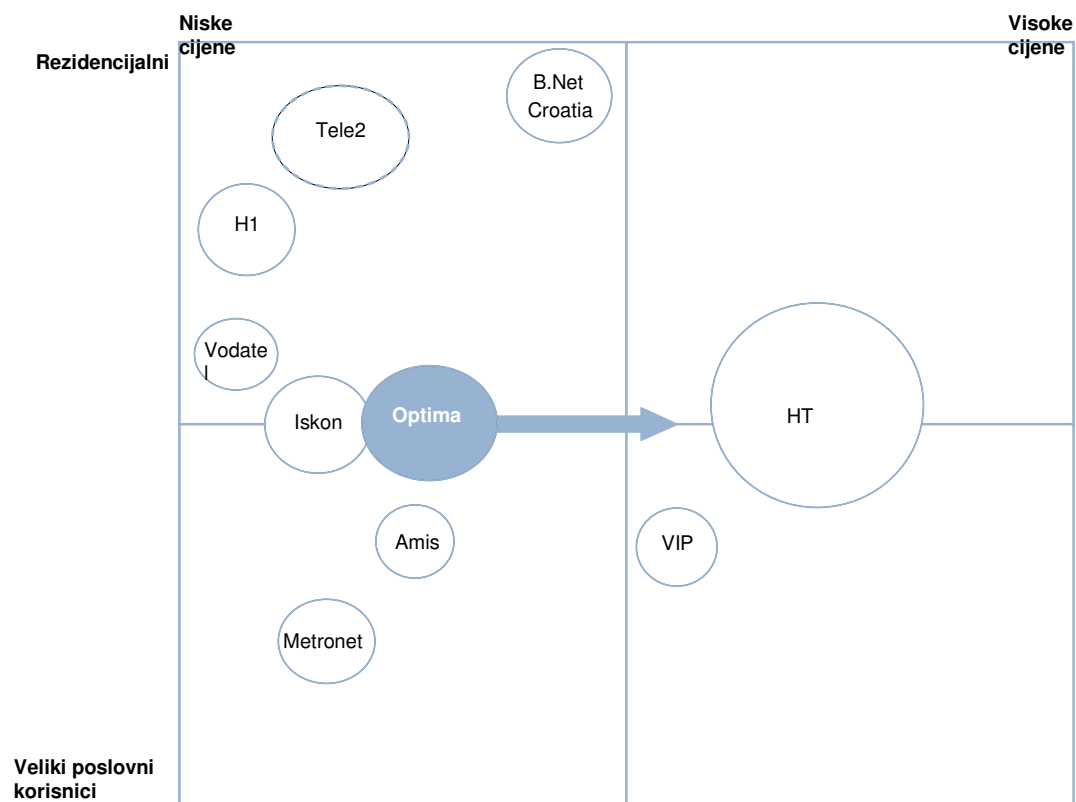 Niske
cijene
Visoke
cijene
Rezidencijalni
B.Net
Croatia
Tele2
H1
Vodate
l
Iskon
Optima
HT
Amis
VIP
Metronet
Veliki poslovni
korisnici